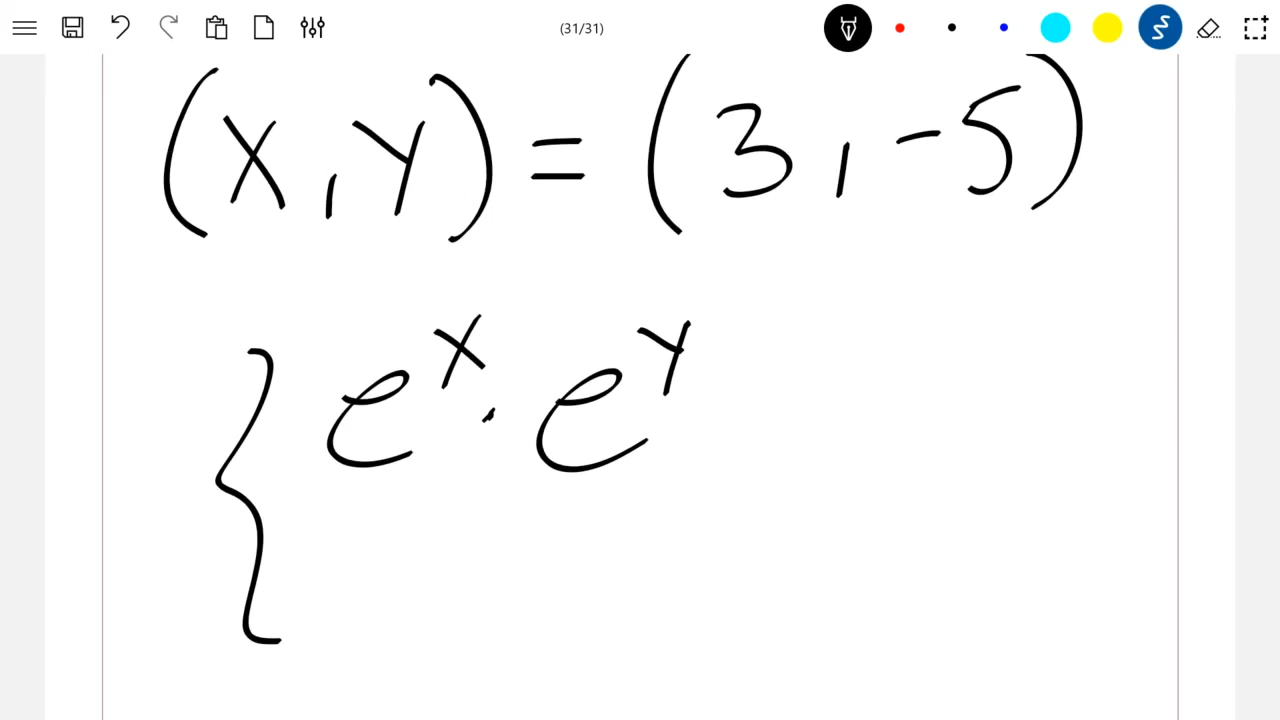 (31/31)
(x, y) = (3, -5)
{ e^x · e^y